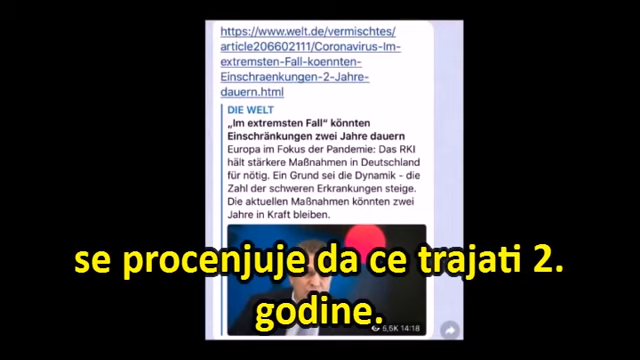 https://www.welt.de/vermischtes/
article206602111/Coronavirus-Im-
extremsten-Fall-koennten-
Einschraenkungen-2-Jahre-
dauern.html
DIE WELT
„Im extremsten Fall“ könnten
Einschränkungen zwei Jahre dauern
Europa im Fokus der Pandemie: Das RKI
hält stärkere Maßnahmen in Deutschland
für nötig. Ein Grund sei die Dynamik - die
Zahl der schweren Erkrankungen steige.
Die aktuellen Maßnahmen könnten zwei
Jahre in Kraft bleiben.
se procenjuje da ce trajati 2.
godine.
5,5K 14:18